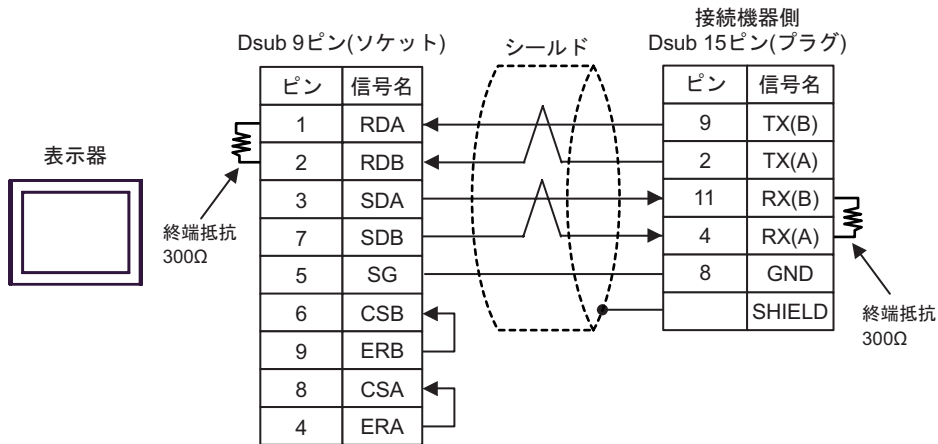 接続機器側
Dsub 9ピン(ソケット)
シールド
Dsub 15ピン(プラグ)
ピン 信号名
1 RDA
2 RDB
3 SDA
7 SDB
5 SG
6 CSB
9 ERB
8 CSA
4 ERA
ピン 信号名
9 TX(B)
2 TX(A)
11 RX(B)
4 RX(A)
8 GND
SHIELD
表示器
終端抵抗
300Ω
終端抵抗
300Ω